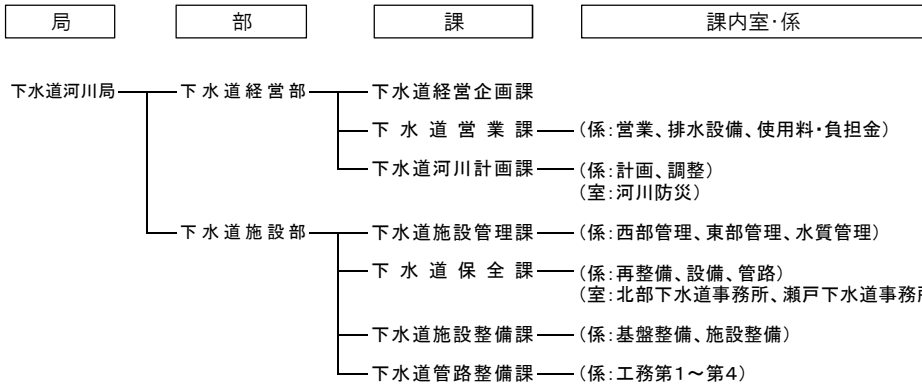 局 部 課 課内室・係
下水道河川局 下水道経営部 下水道経営企画課
下水道営業課 (係:営業、排水設備、使用料・負担金)
下水道河川計画課 (係:計画、調整)
(室:河川防災)
下水道施設部 下水道施設管理課 (係:西部管理、東部管理、水質管理)
下水道保全課 (係:再整備、設備、管路)
(室:北部下水道事務所、瀬戸下水道事務所
下水道施設整備課 (係:基盤整備、施設整備)
下水道管路整備課 (係:工務第1~第4)